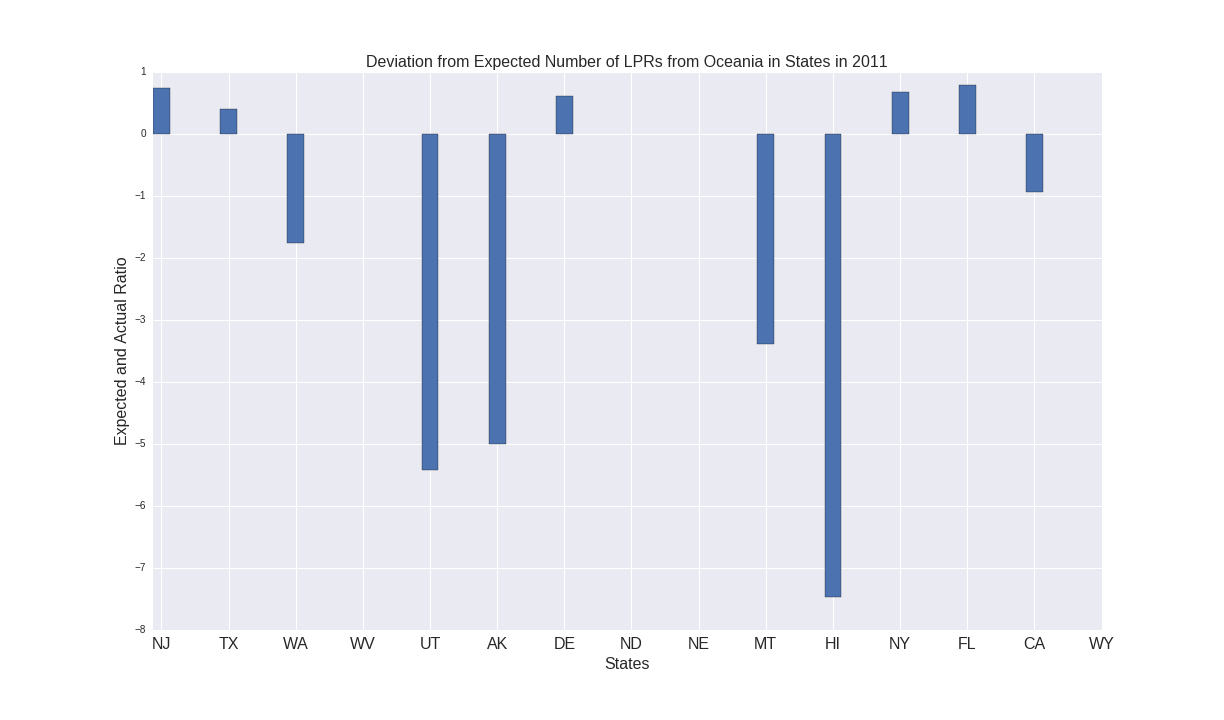 Deviation from Expected Number of LPRs from Oceania in States in 2011
1
0
−1
−2
−3
−4
−5
−6
−7
−8
Expected and Actual Ratio
NJ TX WA WV UT AK DE ND NE MT HI NY FL CA WY
States